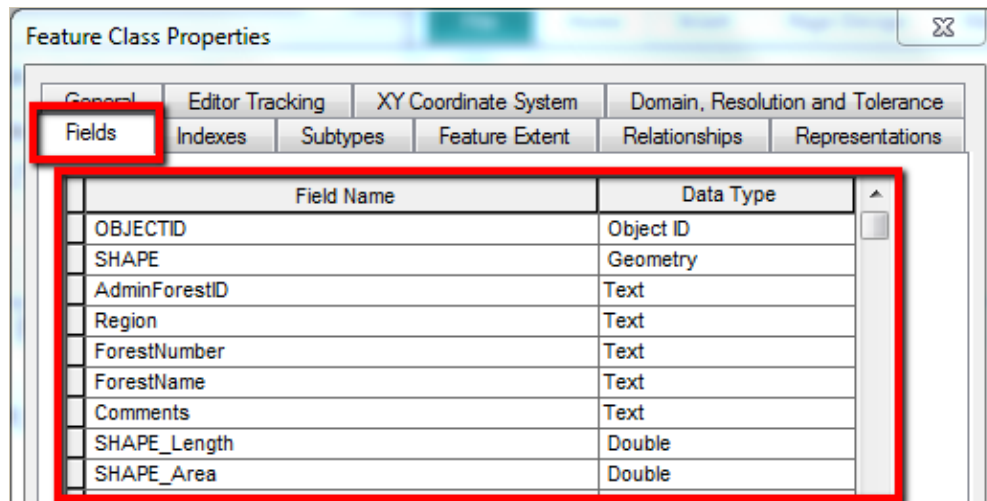 Feature Class Properties
General Editor Tracking XY Coordinate System Domain, Resolution and Tolerance
Fields Indexes Subtypes Feature Extent Relationships Representations
Field Name Data Type
OBJECTID Object ID
SHAPE Geometry
AdminForestID Text
Region Text
ForestNumber Text
ForestName Text
Comments Text
SHAPE_Length Double
SHAPE_Area Double